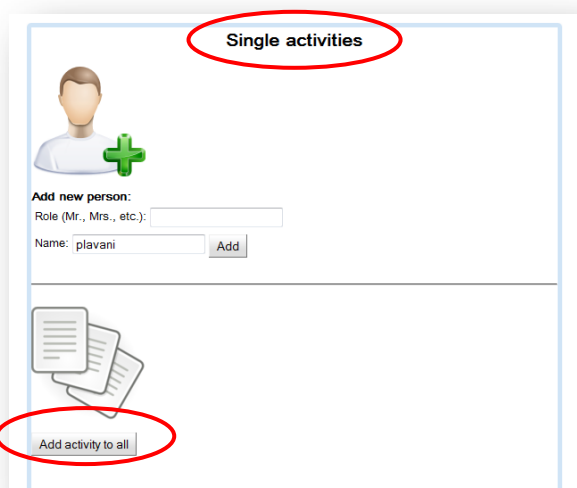 Single activities
Add new person:
Role (Mr., Mrs., etc.):
Name: plavani Add
Add activity to all